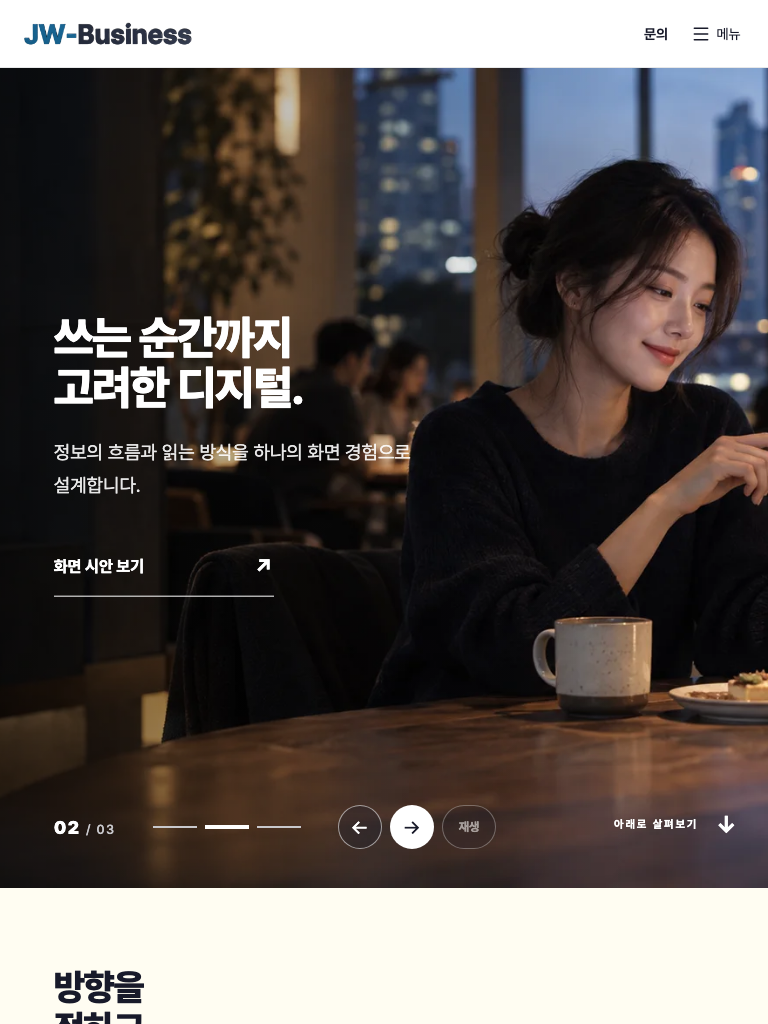 JW-Business
문의
메뉴
쓰는 순간까지
고려한 디지털.
정보의 흐름과 읽는 방식을 하나의 화면 경험으로
설계합니다.
화면 시안 보기
02 / 03
재생
아래로 살펴보기
방향을